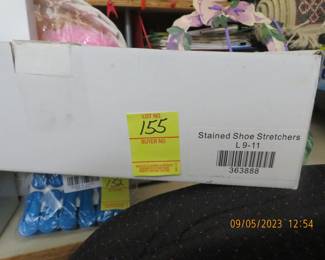 LOT NO
155
BUYER NO
Stained Shoe Stretchers
L 9-11
363888
09/05/2023 12:54